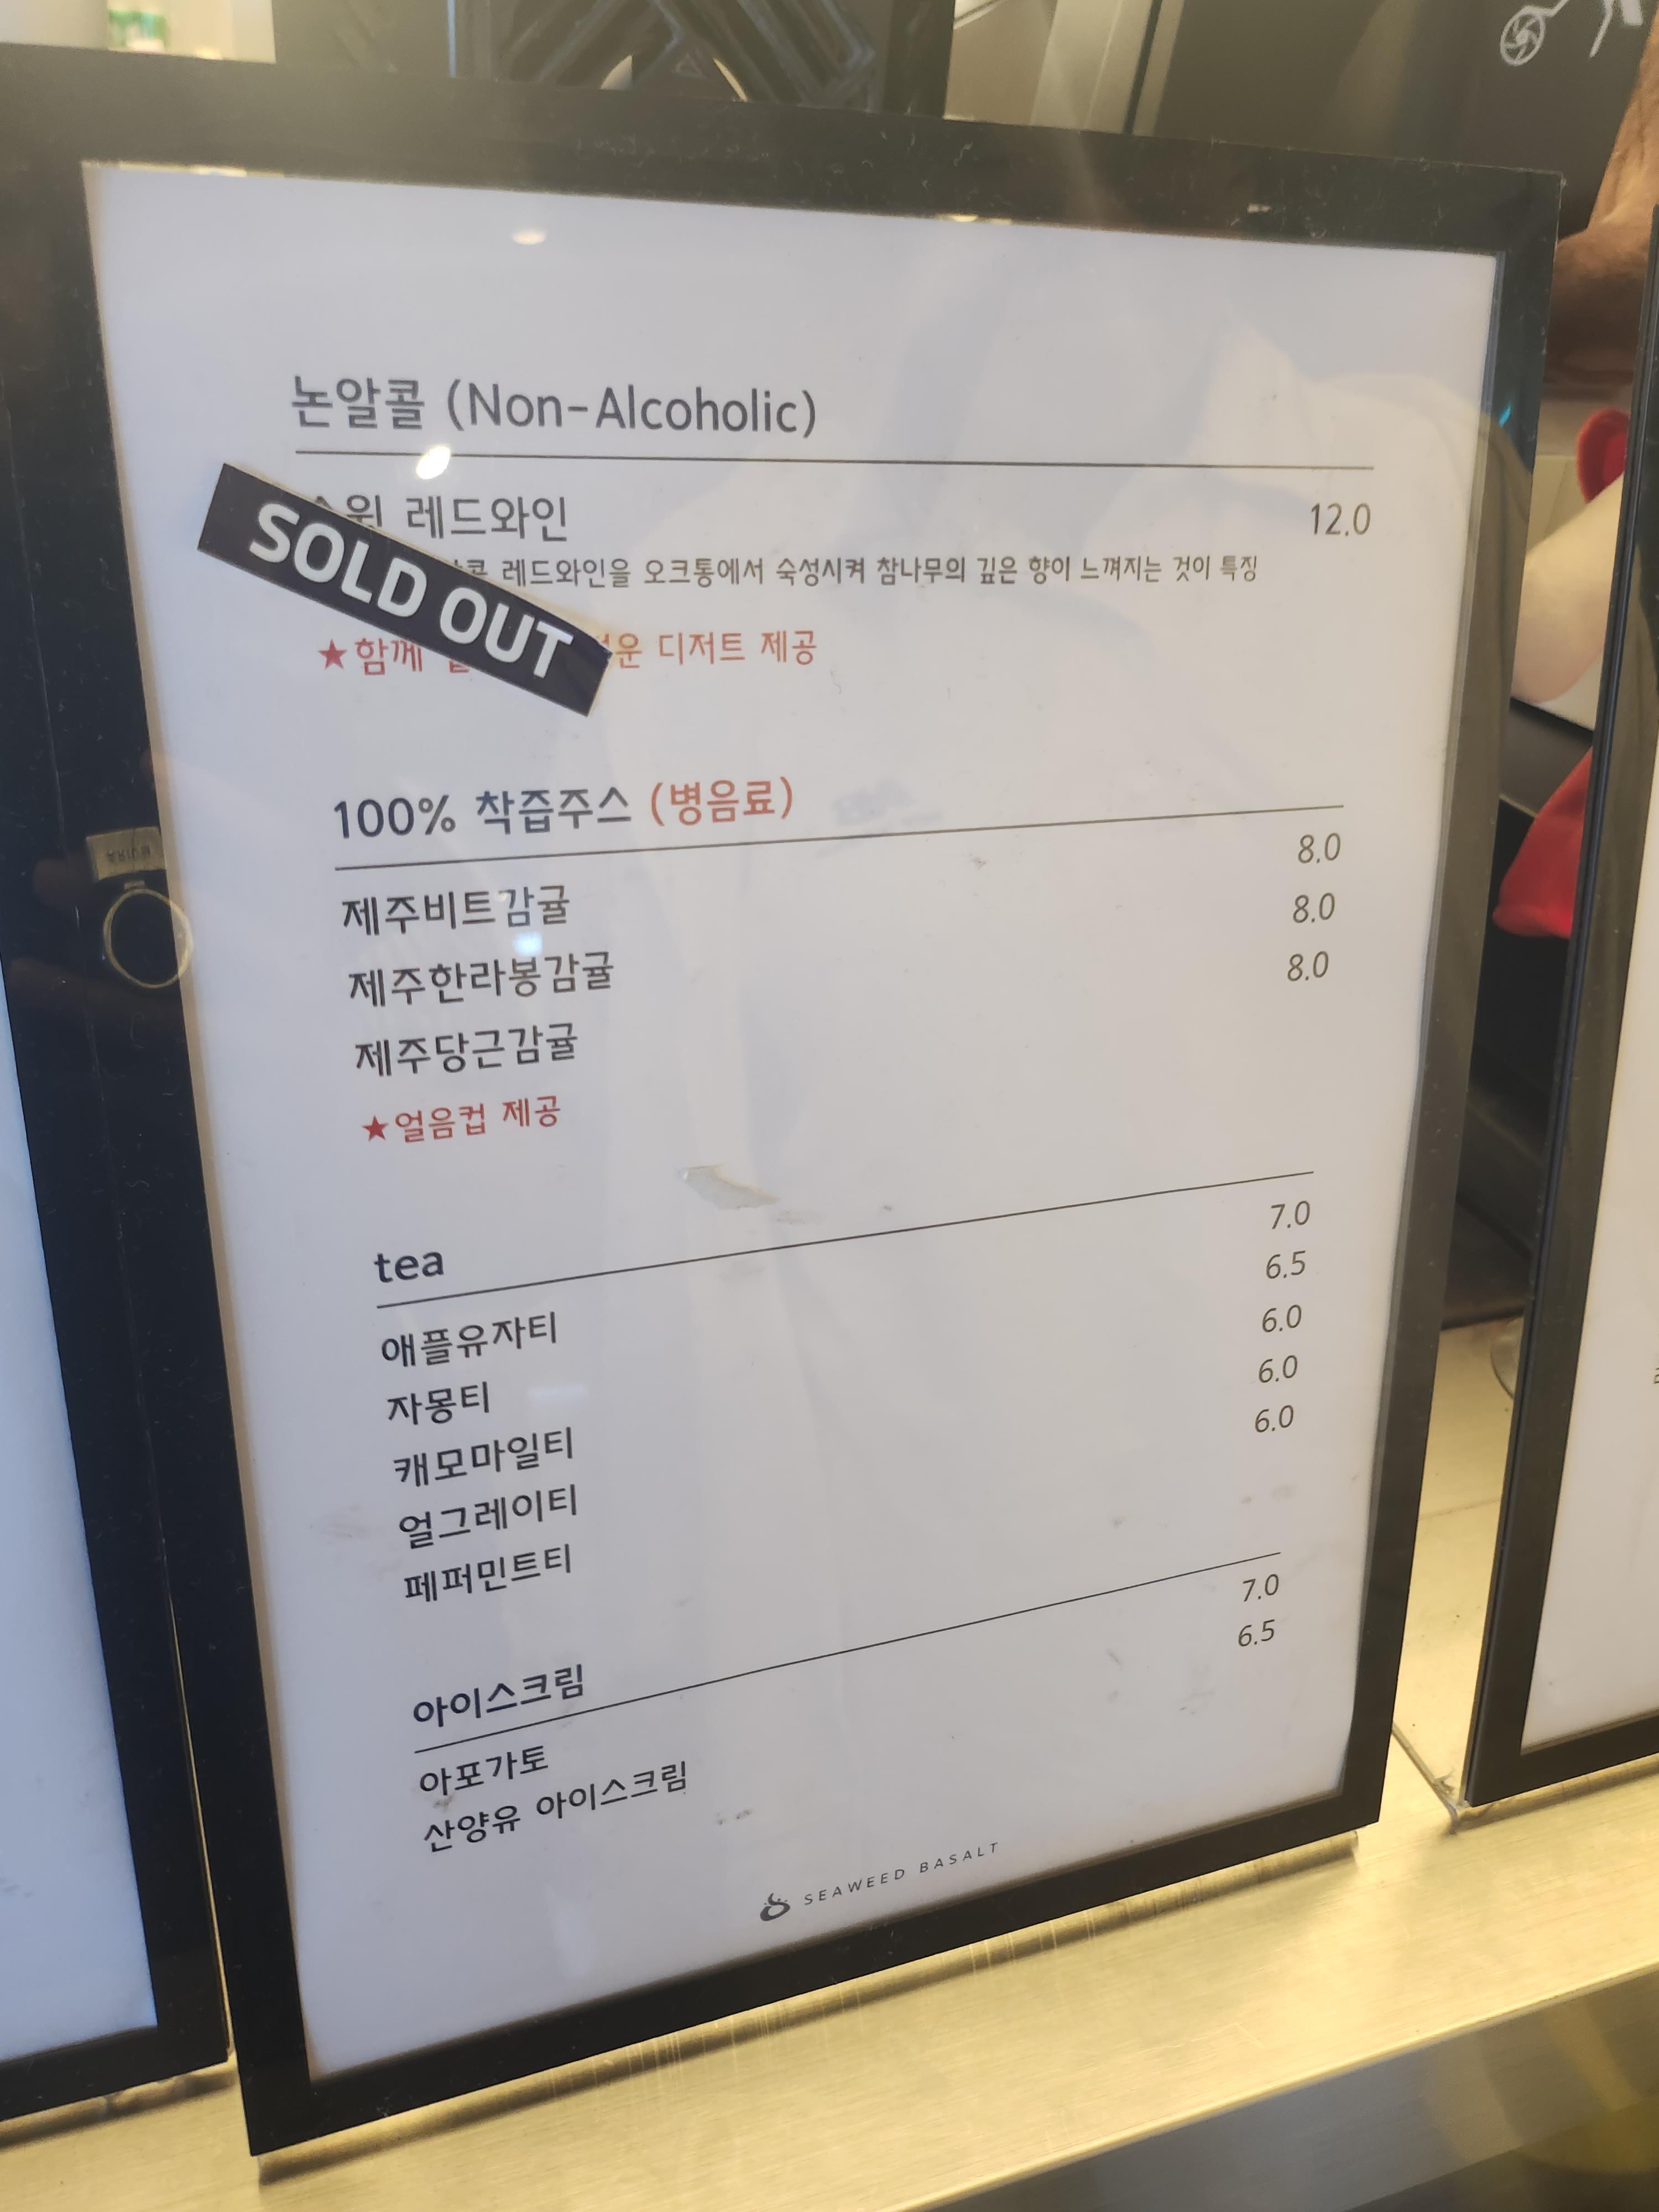 논알콜 (Non-Alcoholic)
레드와인 12.0
SOLD OUT
레드와인을 오크통에서 숙성시켜 참나무의 깊은 향이 느껴지는 것이 특징
★함께 디저트 제공
100% 착즙주스 (병음료)
제주비트감귤 8.0
제주한라봉감귤 8.0
제주당근감귤 8.0
★얼음컵 제공
tea
애플유자티 7.0
자몽티 6.5
캐모마일티 6.0
얼그레이티 6.0
페퍼민트티 6.0
아이스크림
아포가토 7.0
산양유 아이스크림 6.5
SEAWEED BASALT